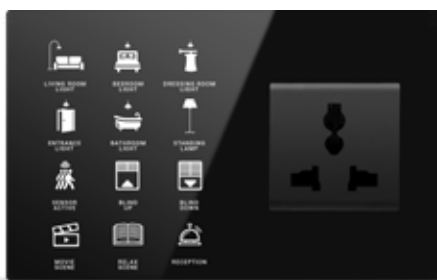 LIVING ROOM
LIGHT
BEDROOM
LIGHT
DRESSING ROOM
LIGHT
ENTRANCE
LIGHT
BATHROOM
LIGHT
STANDING
LAMP
SENSOR
ACTIVE
BLIND
UP
BLIND
DOWN
MOVIE
SCENE
RELAX
SCENE
RECEPTION